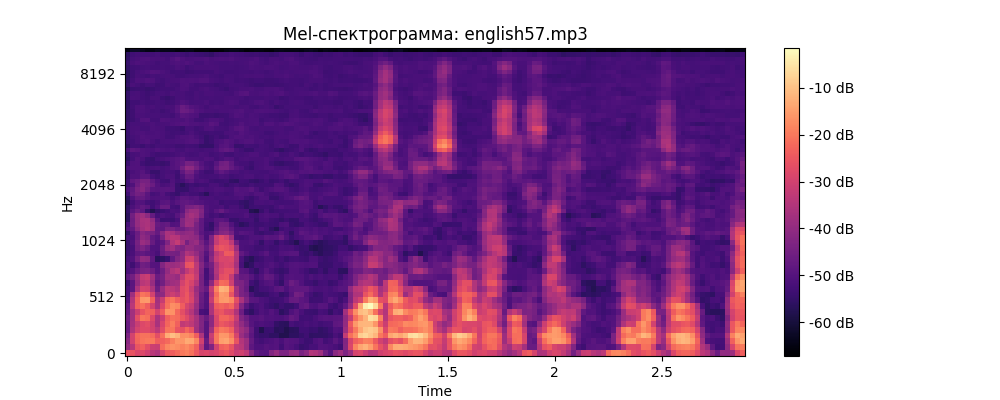 Mel-спектрограмма: english57.mp3
8192
4096
2048
1024
512
0
Hz
0 0.5 1 1.5 2 2.5
Time
-10 dB
-20 dB
-30 dB
-40 dB
-50 dB
-60 dB